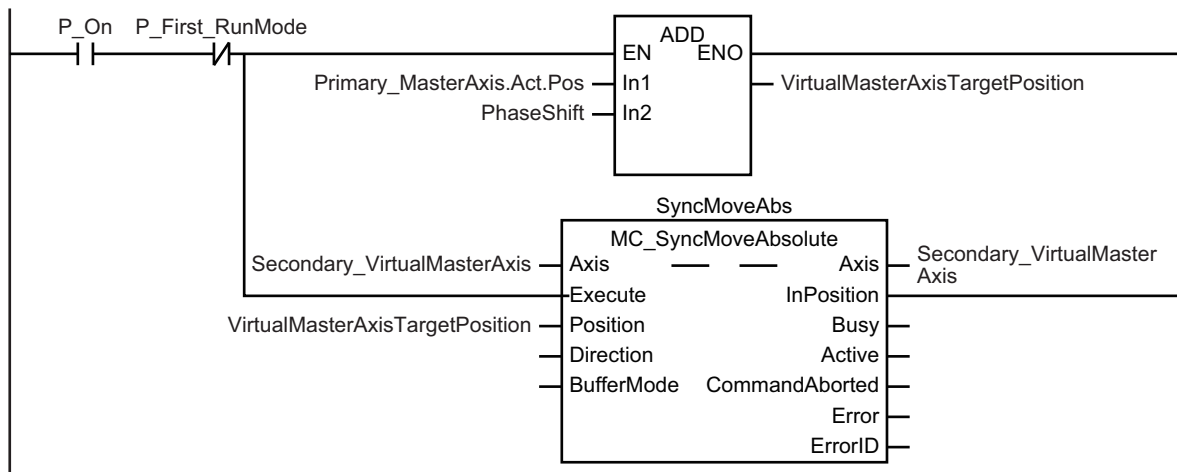 P_On P_First_RunMode
ADD
EN ENO
Primary_MasterAxis.Act.Pos In1 VirtualMasterAxisTargetPosition
PhaseShift In2
SyncMoveAbs
MC_SyncMoveAbsolute
Secondary_VirtualMasterAxis Axis Axis Secondary_VirtualMaster
Axis
Execute InPosition
VirtualMasterAxisTargetPosition Position Busy
Direction Active
BufferMode CommandAborted
Error
ErrorID